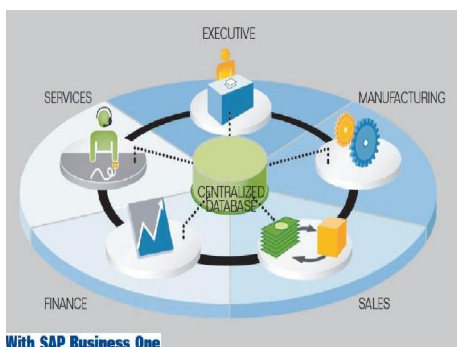 EXECUTIVE
SERVICES
MANUFACTURING
CENTRALIZED
DATABASE
FINANCE
SALES
With SAP Business One